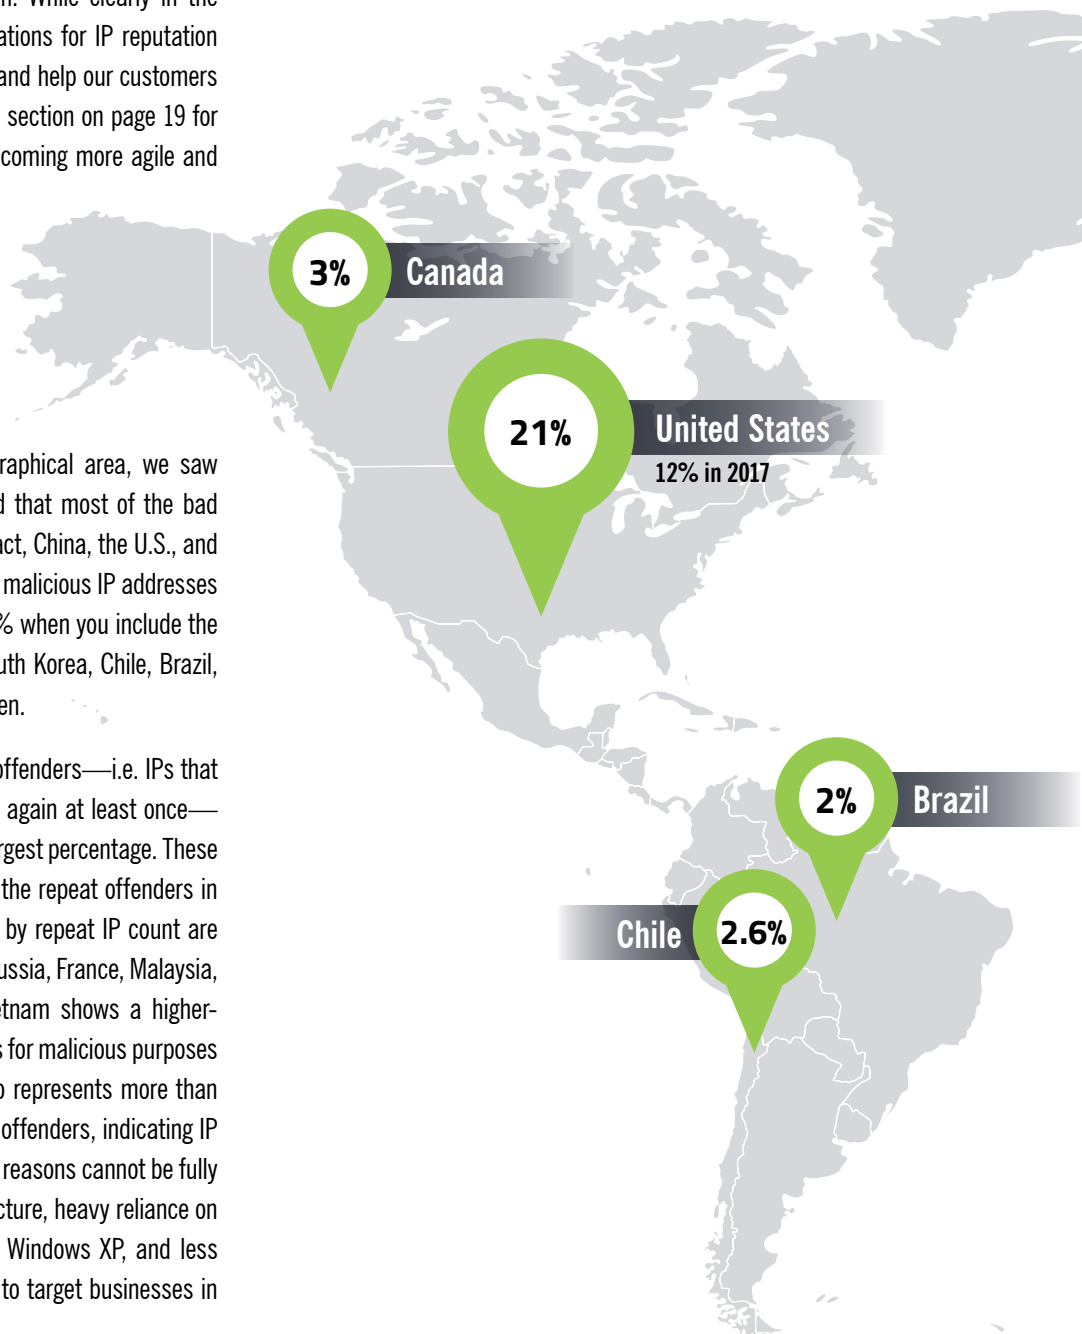 ations for IP reputation
and help our customers
section on page 19 for
coming more agile and
raphical area, we saw
d that most of the bad
act, China, the U.S., and
malicious IP addresses
% when you include the
uth Korea, Chile, Brazil,
en.
offenders—i.e. IPs that
again at least once—
rgest percentage. These
the repeat offenders in
by repeat IP count are
ussia, France, Malaysia,
etnam shows a higher-
s for malicious purposes
o represents more than
offenders, indicating IP
reasons cannot be fully
cture, heavy reliance on
Windows XP, and less
to target businesses in
3% Canada
21% United States
12% in 2017
2% Brazil
Chile 2.6%